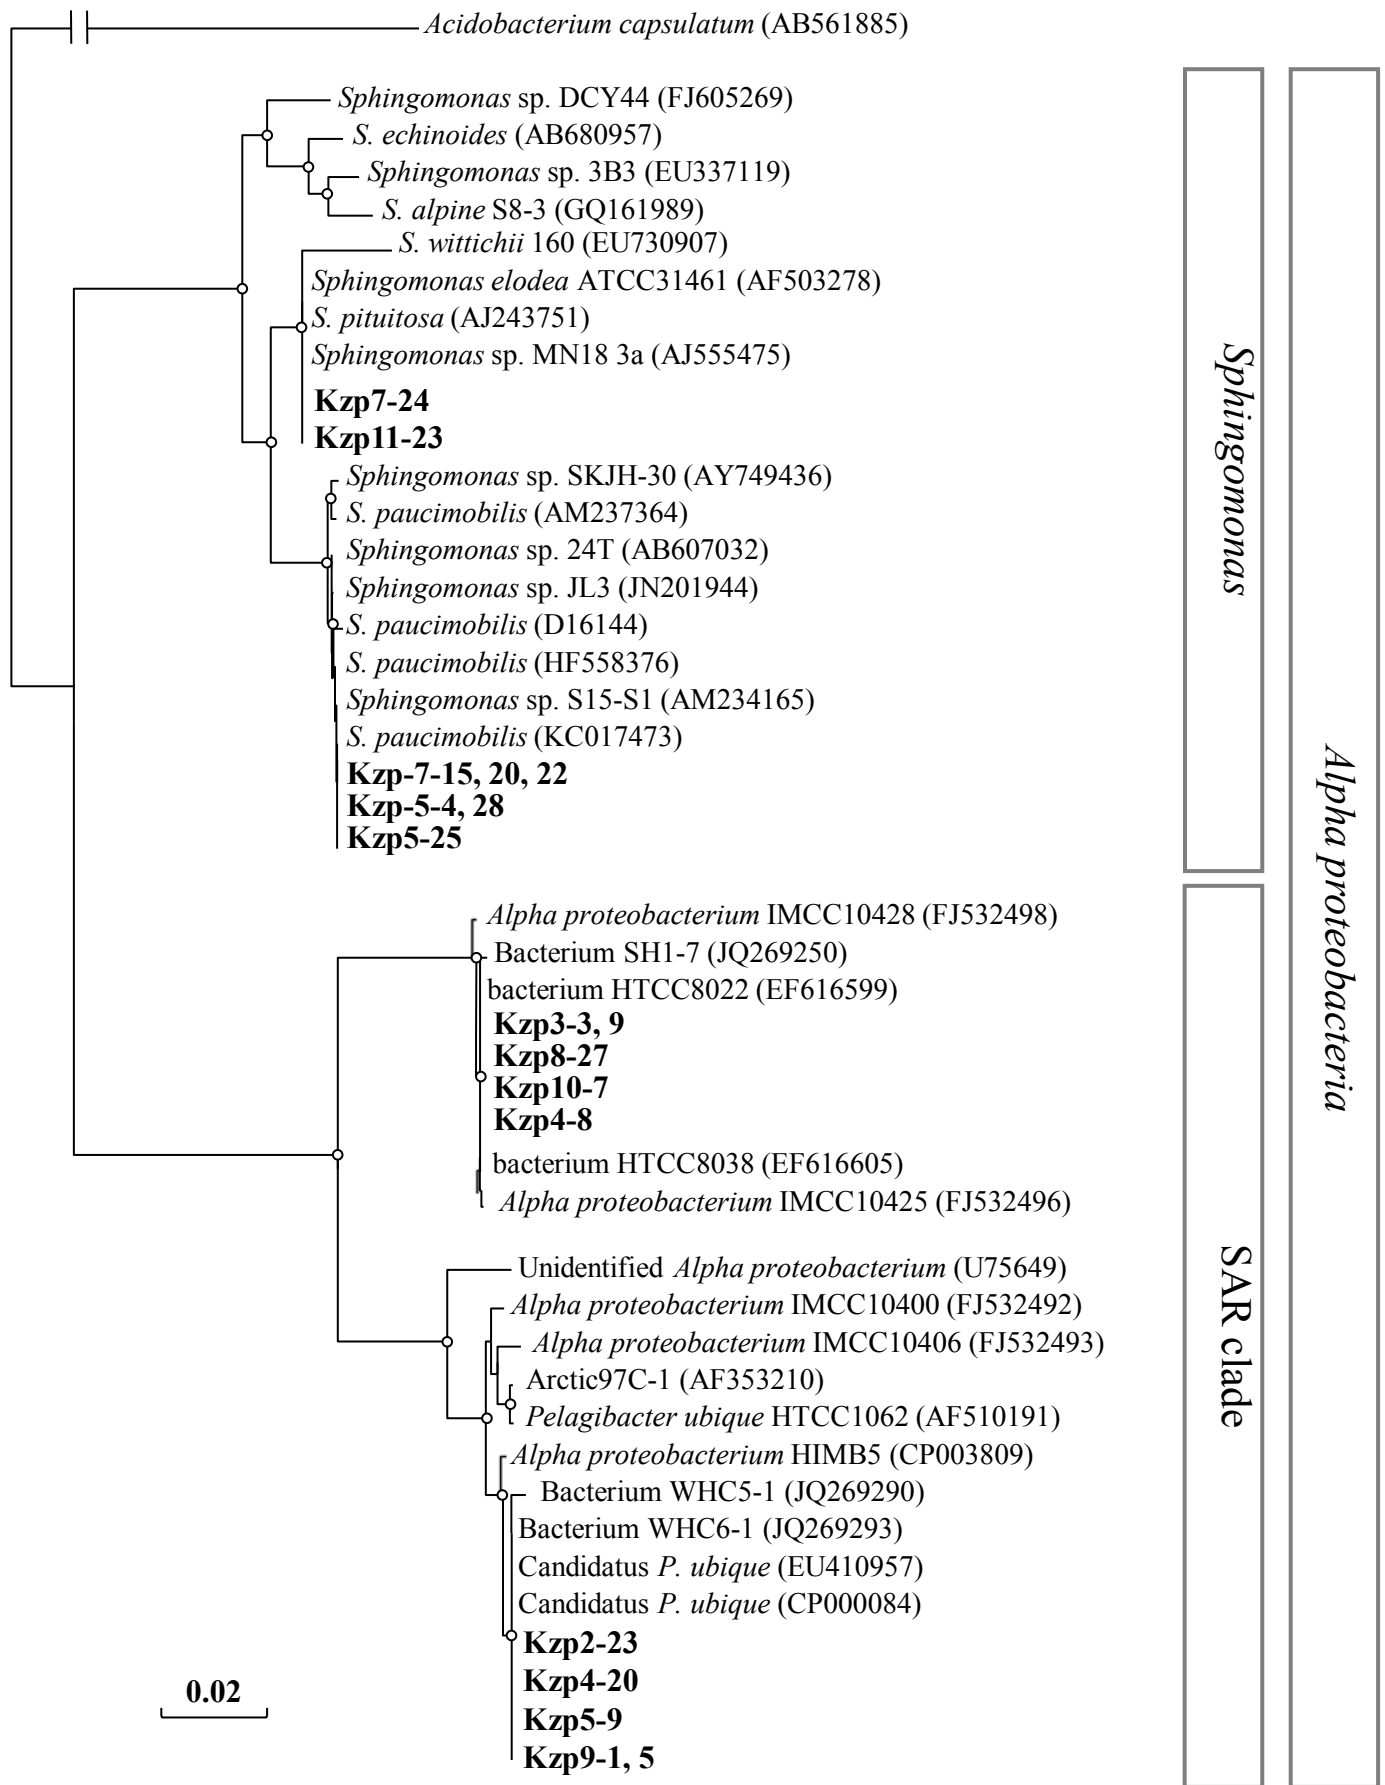 Acidobacterium capsulatum (AB561885)
Sphingomonas sp. DCY44 (FJ605269)
S. echinoides (AB680957)
Sphingomonas sp. 3B3 (EU337119)
S. alpine S8-3 (GQ161989)
S. wittichii 160 (EU730907)
Sphingomonas elodea ATCC31461 (AF503278)
S. pituitosa (AJ243751)
Sphingomonas sp. MN18 3a (AJ555475)
Kzp7-24
Kzp11-23
Sphingomonas sp. SKJH-30 (AY749436)
S. paucimobilis (AM237364)
Sphingomonas sp. 24T (AB607032)
Sphingomonas sp. JL3 (JN201944)
S. paucimobilis (D16144)
S. paucimobilis (HF558376)
Sphingomonas sp. S15-S1 (AM234165)
S. paucimobilis (KC017473)
Kzp-7-15, 20, 22
Kzp-5-4, 28
Kzp5-25
Alpha proteobacterium IMCC10428 (FJ532498)
Bacterium SH1-7 (JQ269250)
bacterium HTCC8022 (EF616599)
Kzp3-3, 9
Kzp8-27
Kzp10-7
Kzp4-8
bacterium HTCC8038 (EF616605)
Alpha proteobacterium IMCC10425 (FJ532496)
Unidentified Alpha proteobacterium (U75649)
Alpha proteobacterium IMCC10400 (FJ532492)
Alpha proteobacterium IMCC10406 (FJ532493)
Arctic97C-1 (AF353210)
Pelagibacter ubique HTCC1062 (AF510191)
Alpha proteobacterium HIMB5 (CP003809)
Bacterium WHC5-1 (JQ269290)
Bacterium WHC6-1 (JQ269293)
Candidatus P. ubique (EU410957)
Candidatus P. ubique (CP000084)
Kzp2-23
Kzp4-20
Kzp5-9
Kzp9-1, 5
0.02
Sphingomonas
SAR clade
Alpha proteobacteria